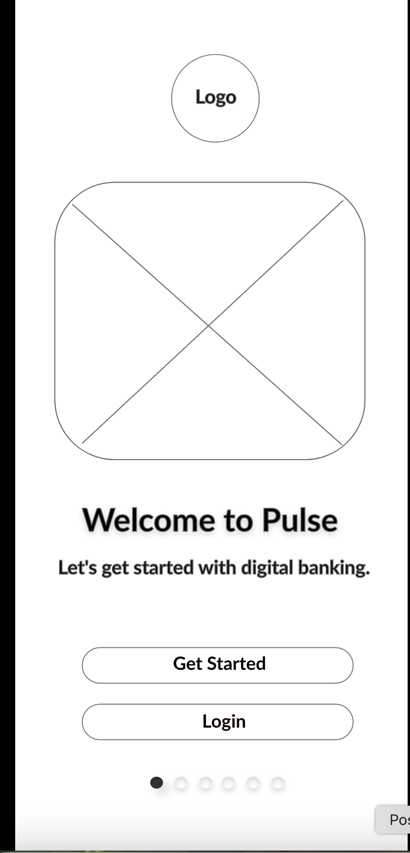 Logo
Welcome to Pulse
Let's get started with digital banking.
Get Started
Login